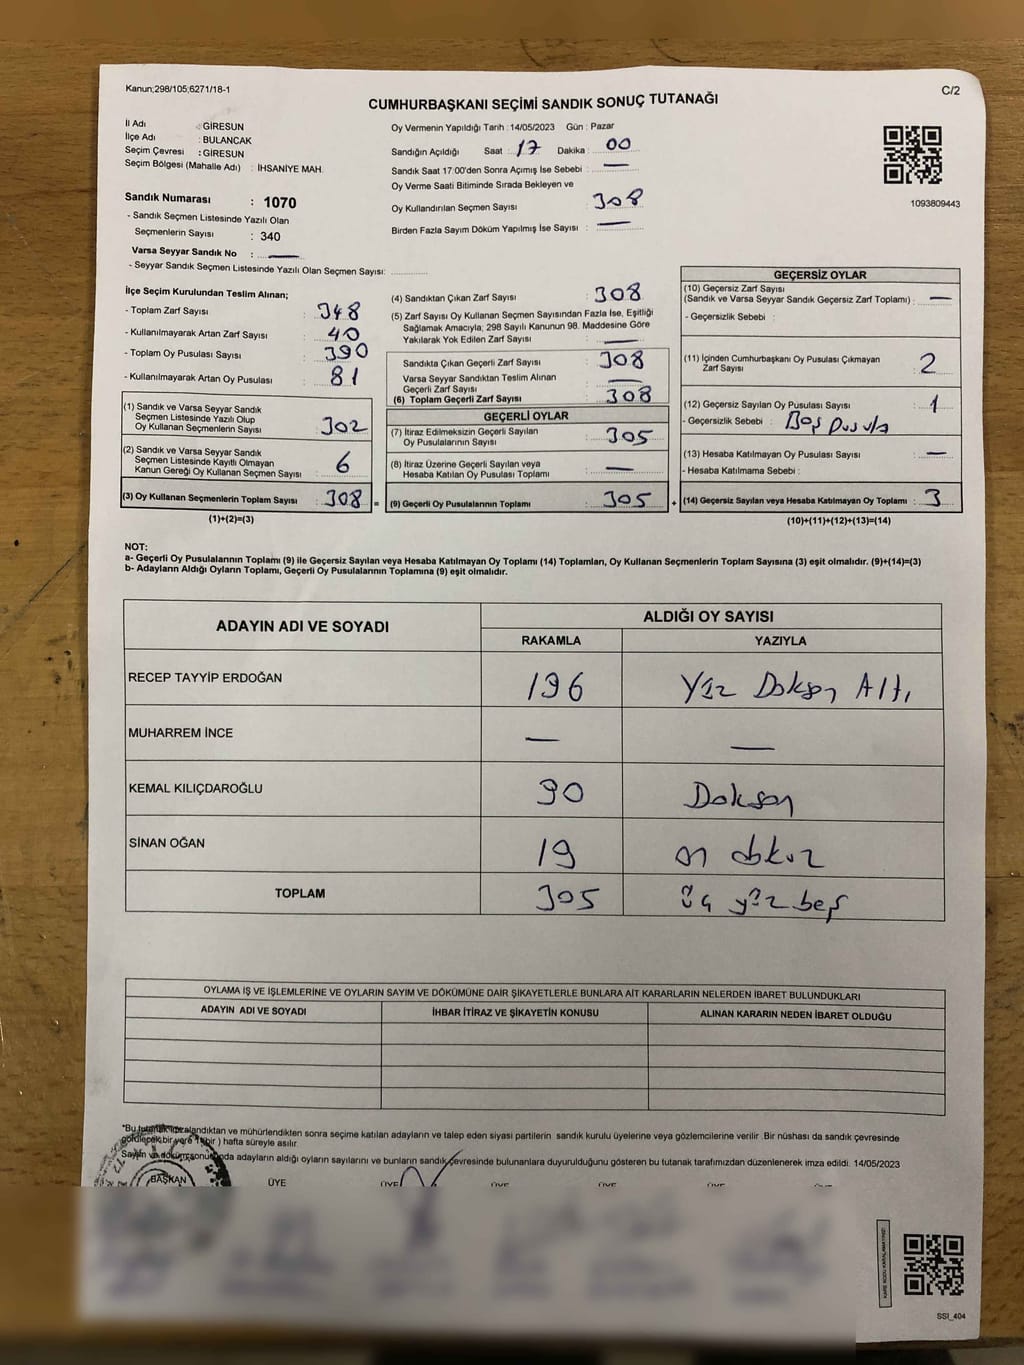 Kanun;298/105;6271/18-1
C/2
CUMHURBAŞKANI SEÇİMİ SANDIK SONUÇ TUTANAĞI
İl Adı : GİRESUN
İlçe Adı : BULANCAK
Seçim Çevresi : GİRESUN
Seçim Bölgesi (Mahalle Adı) : İHSANİYE MAH.
Sandık Numarası : 1070
- Sandık Seçmen Listesinde Yazılı Olan
Seçmenlerin Sayısı : 340
Varsa Seyyar Sandık No : —
- Seyyar Sandık Seçmen Listesinde Yazılı Olan Seçmen Sayısı:
Oy Vermenin Yapıldığı Tarih : 14/05/2023 Gün : Pazar
Sandığın Açıldığı Saat : 17 Dakika : 00
Sandık Saat 17:00'den Sonra Açımış İse Sebebi : —
Oy Verme Saati Bitiminde Sırada Bekleyen ve
Oy Kullandırılan Seçmen Sayısı : 308
Birden Fazla Sayım Döküm Yapılmış İse Sayısı : —
1093809443
İlçe Seçim Kurulundan Teslim Alınan;
- Toplam Zarf Sayısı : 348
- Kullanılmayarak Artan Zarf Sayısı : 40
- Toplam Oy Pusulası Sayısı : 390
- Kullanılmayarak Artan Oy Pusulası : 81
(1) Sandık ve Varsa Seyyar Sandık
Seçmen Listesinde Yazılı Olup
Oy Kullanan Seçmenlerin Sayısı : 302
(2) Sandık ve Varsa Seyyar Sandık
Seçmen Listesinde Kayıtlı Olmayan
Kanun Gereği Oy Kullanan Seçmen Sayısı : 6
(3) Oy Kullanan Seçmenlerin Toplam Sayısı : 308 =
(1)+(2)=(3)
(4) Sandıktan Çıkan Zarf Sayısı : 308
(5) Zarf Sayısı Oy Kullanan Seçmen Sayısından Fazla İse, Eşitliği
Sağlamak Amacıyla; 298 Sayılı Kanunun 98. Maddesine Göre
Yakılarak Yok Edilen Zarf Sayısı : —
Sandıkta Çıkan Geçerli Zarf Sayısı : 308
Varsa Seyyar Sandıktan Teslim Alınan
Geçerli Zarf Sayısı : —
(6) Toplam Geçerli Zarf Sayısı : 308
GEÇERLİ OYLAR
(7) İtiraz Edilmeksizin Geçerli Sayılan
Oy Pusulalarının Sayısı : 305
(8) İtiraz Üzerine Geçerli Sayılan veya
Hesaba Katılan Oy Pusulası Toplamı : —
(9) Geçerli Oy Pusulalarının Toplamı : 305 +
GEÇERSİZ OYLAR
(10) Geçersiz Zarf Sayısı
(Sandık ve Varsa Seyyar Sandık Geçersiz Zarf Toplamı) : —
- Geçersizlik Sebebi :
(11) İçinden Cumhurbaşkanı Oy Pusulası Çıkmayan
Zarf Sayısı : 2
(12) Geçersiz Sayılan Oy Pusulası Sayısı : 1
- Geçersizlik Sebebi : Boş Pusula
(13) Hesaba Katılmayan Oy Pusulası Sayısı : —
- Hesaba Katılmama Sebebi :
(14) Geçersiz Sayılan veya Hesaba Katılmayan Oy Toplamı : 3
(10)+(11)+(12)+(13)=(14)
NOT:
a- Geçerli Oy Pusulalarının Toplamı (9) ile Geçersiz Sayılan veya Hesaba Katılmayan Oy Toplamı (14) Toplamları, Oy Kullanan Seçmenlerin Toplam Sayısına (3) eşit olmalıdır. (9)+(14)=(3)
b- Adayların Aldığı Oyların Toplamı, Geçerli Oy Pusulalarının Toplamına (9) eşit olmalıdır.
ADAYIN ADI VE SOYADI ALDIĞI OY SAYISI
RAKAMLA YAZIYLA
RECEP TAYYİP ERDOĞAN 196 Yüz Doksan Altı
MUHARREM İNCE — —
KEMAL KILIÇDAROĞLU 90 Doksan
SİNAN OĞAN 19 on dokuz
TOPLAM 305 üç yüz beş
OYLAMA İŞ VE İŞLEMLERİNE VE OYLARIN SAYIM VE DÖKÜMÜNE DAİR ŞİKAYETLERLE BUNLARA AİT KARARLARIN NELERDEN İBARET BULUNDUKLARI
ADAYIN ADI VE SOYADI İHBAR İTİRAZ VE ŞİKAYETİN KONUSU ALINAN KARARIN NEDEN İBARET OLDUĞU
"Bu tutanak imzalandıktan ve mühürlendikten sonra seçime katılan adayların ve talep eden siyasi partilerin sandık kurulu üyelerine veya gözlemcilerine verilir .Bir nüshası da sandık çevresinde
görülecek bir yere 1 ( bir ) hafta süreyle asılır
Sayım ve döküm sonucunda adayların aldığı oyların sayılarını ve bunların sandık çevresinde bulunanlara duyurulduğunu gösteren bu tutanak tarafımızdan düzenlenerek imza edildi. 14/05/2023
BAŞKAN ÜYE ÜYE ÜYE ÜYE ÜYE
SSI_404